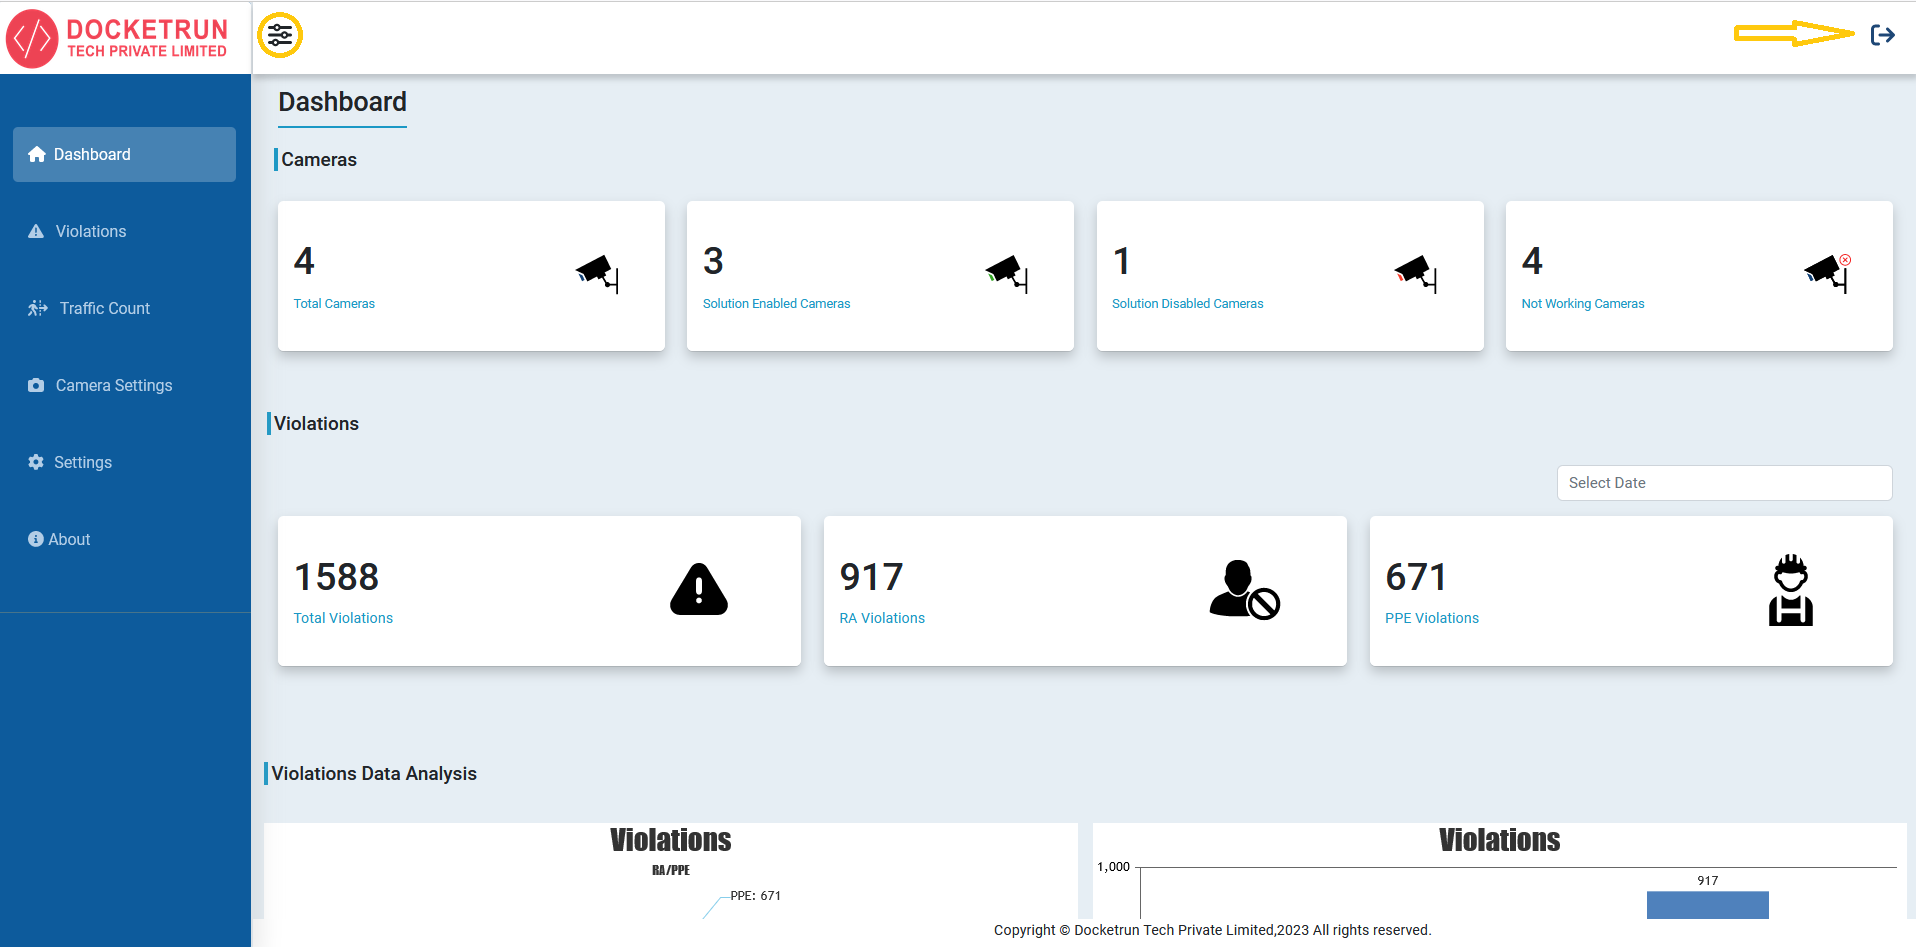 DOCKETRUN
TECH PRIVATE LIMITED
Dashboard
Violations
Traffic Count
Camera Settings
Settings
About
Dashboard
Cameras
4
Total Cameras
3
Solution Enabled Cameras
1
Solution Disabled Cameras
4
Not Working Cameras
Violations
Select Date
1588
Total Violations
917
RA Violations
671
PPE Violations
Violations Data Analysis
Violations
RA/PPE
PPE: 671
Violations
1,000
917
Copyright © Docketrun Tech Private Limited,2023 All rights reserved.